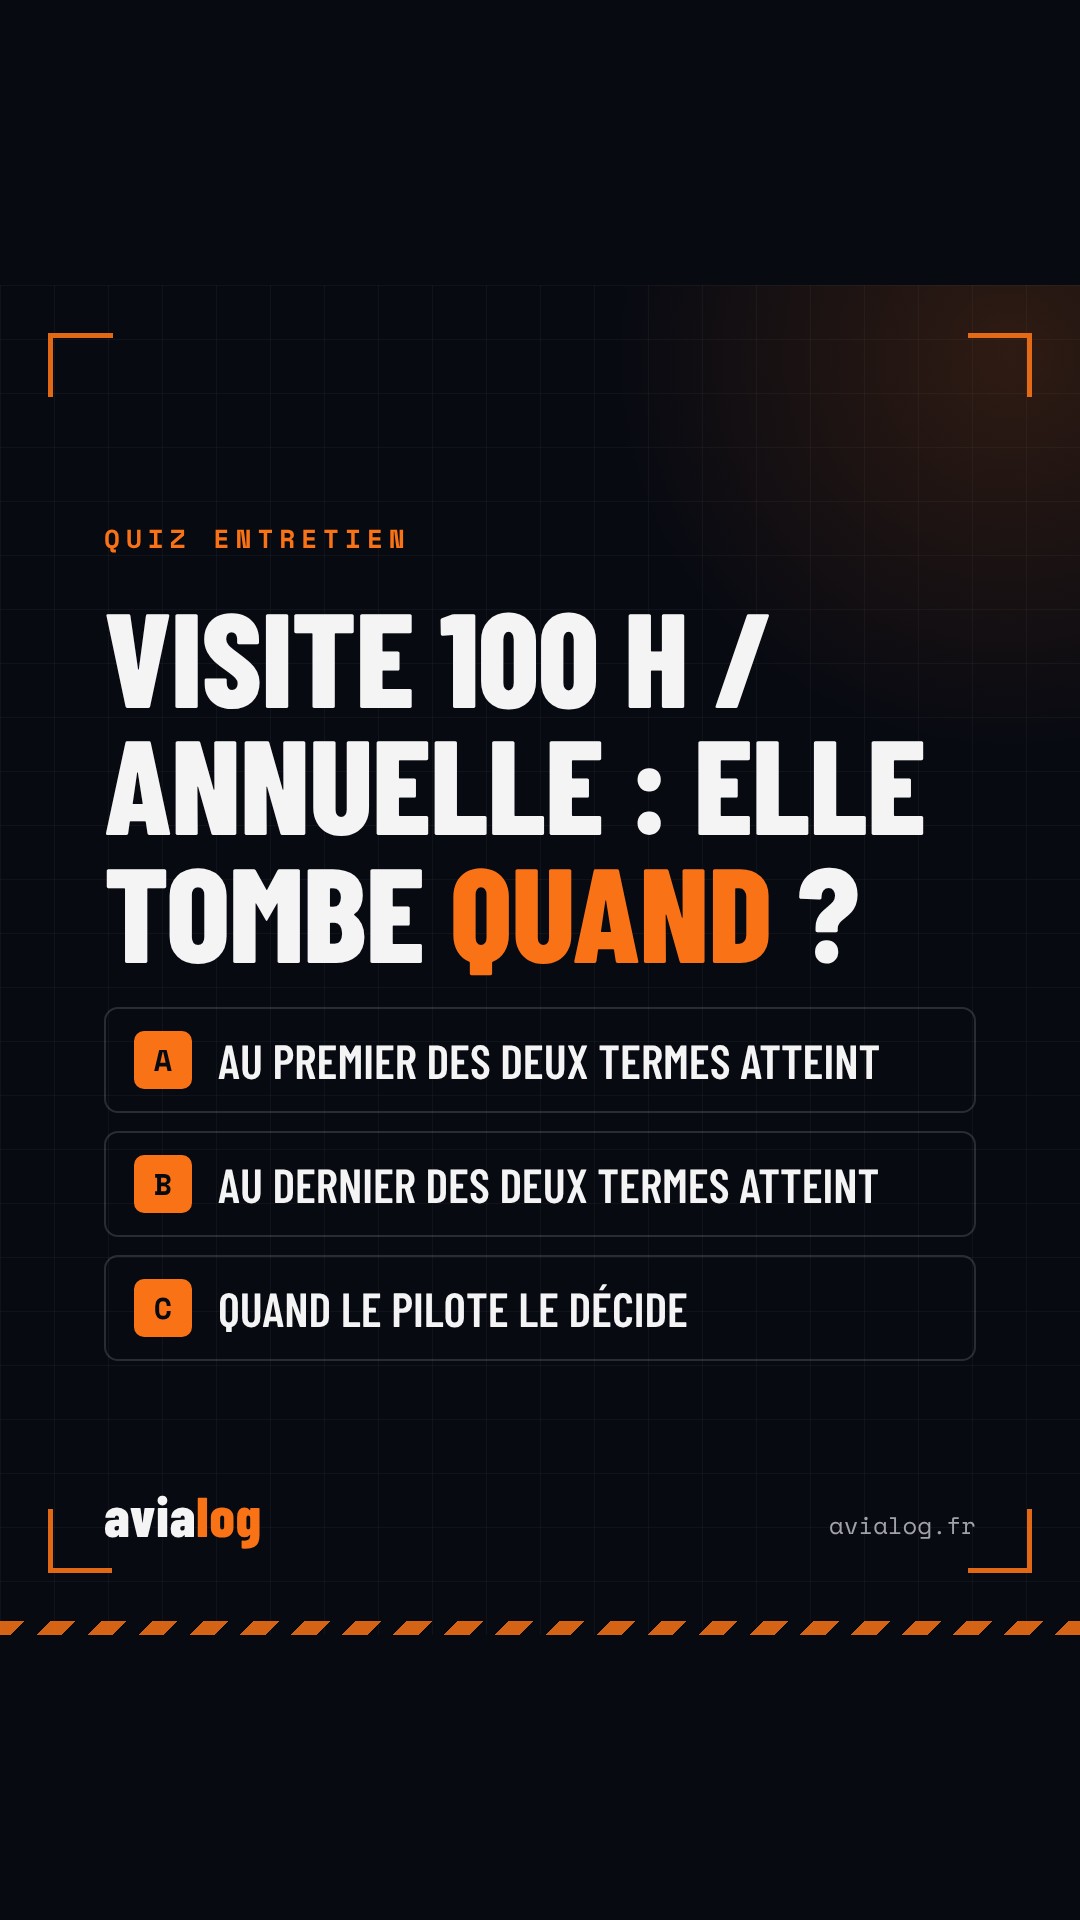 QUIZ ENTRETIEN
VISITE 100 H /
ANNUELLE : ELLE
TOMBE QUAND ?
A AU PREMIER DES DEUX TERMES ATTEINT
B AU DERNIER DES DEUX TERMES ATTEINT
C QUAND LE PILOTE LE DÉCIDE
avialog avialog.fr